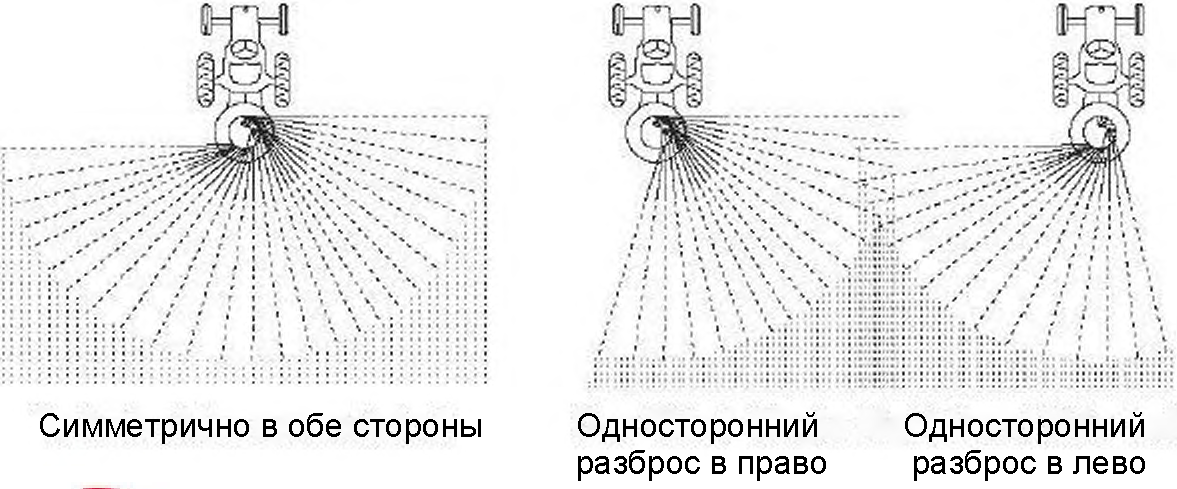 Симметрично в обе стороны
Односторонний
разброс в право
Односторонний
разброс в лево